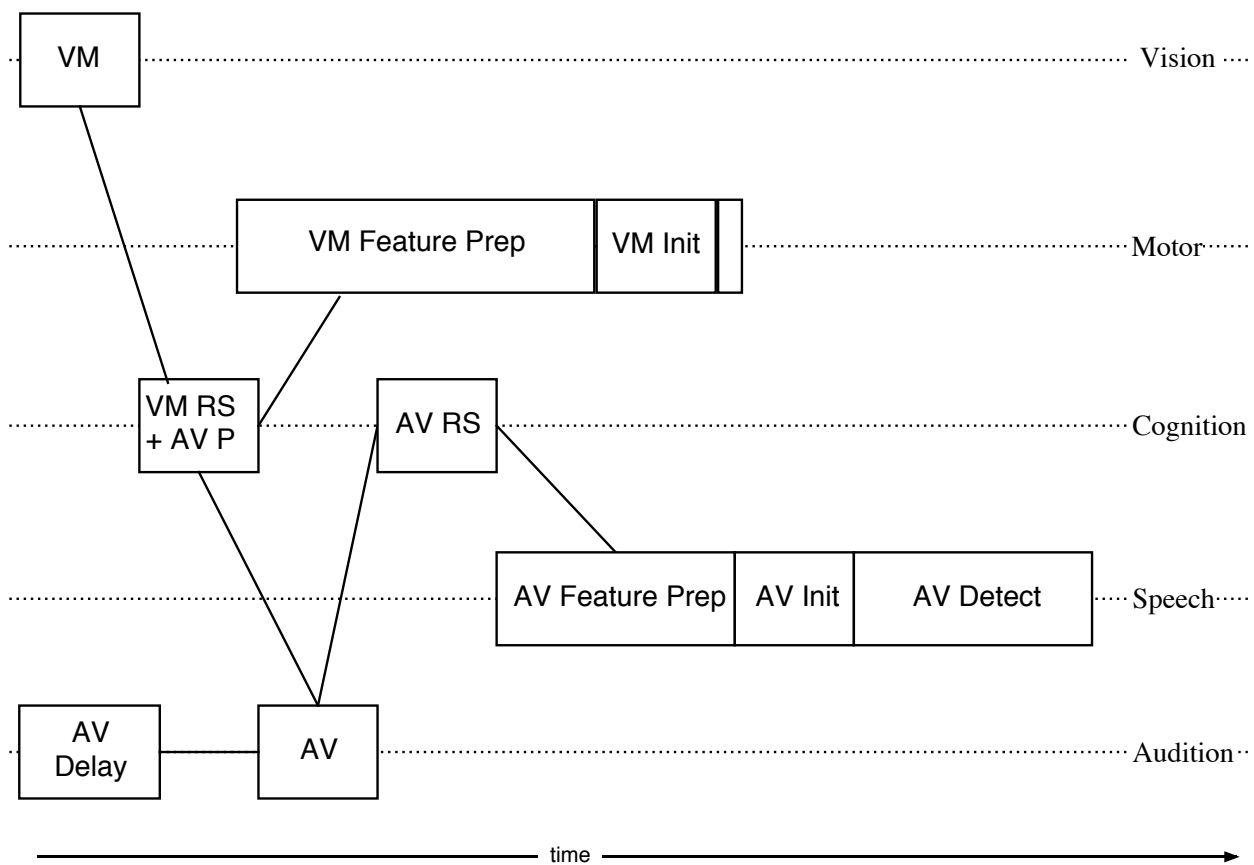 VM
Vision
VM Feature Prep
VM Init
Motor
VM RS
+ AV P
AV RS
Cognition
AV Feature Prep
AV Init
AV Detect
Speech
AV
Delay
AV
Audition
time